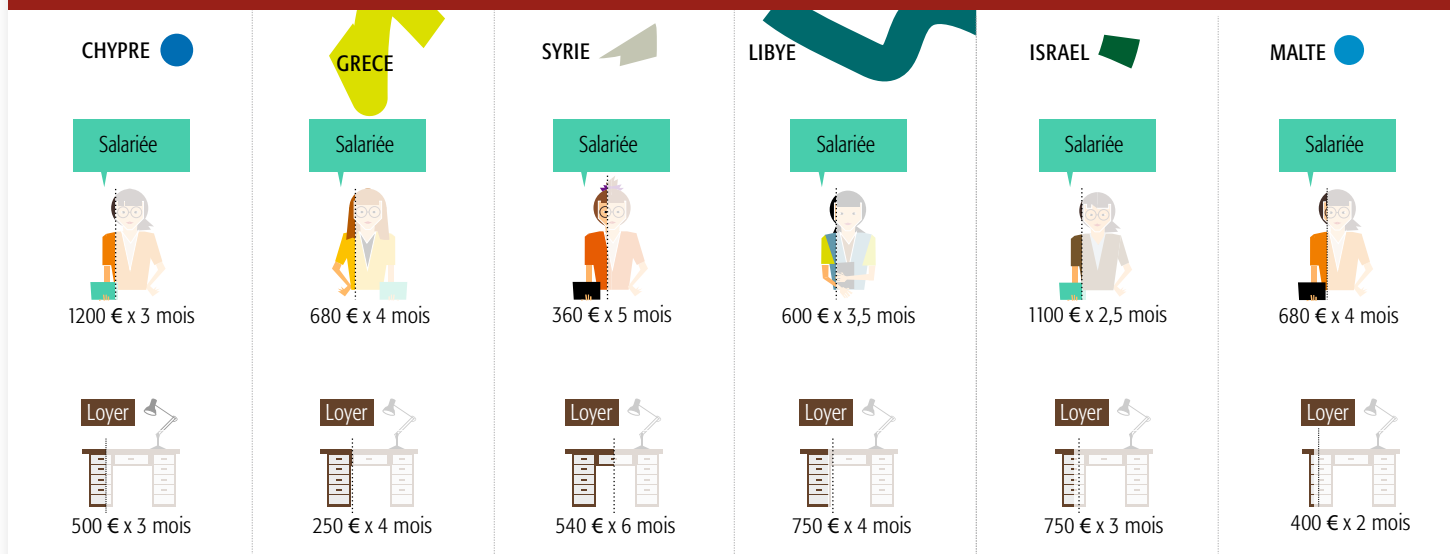 CHYPRE
GRECE
SYRIE
LIBYE
ISRAEL
MALTE
Salariée
Salariée
Salariée
Salariée
Salariée
Salariée
1200 € x 3 mois
680 € x 4 mois
360 € x 5 mois
600 € x 3,5 mois
1100 € x 2,5 mois
680 € x 4 mois
Loyer
Loyer
Loyer
Loyer
Loyer
Loyer
500 € x 3 mois
250 € x 4 mois
540 € x 6 mois
750 € x 4 mois
750 € x 3 mois
400 € x 2 mois